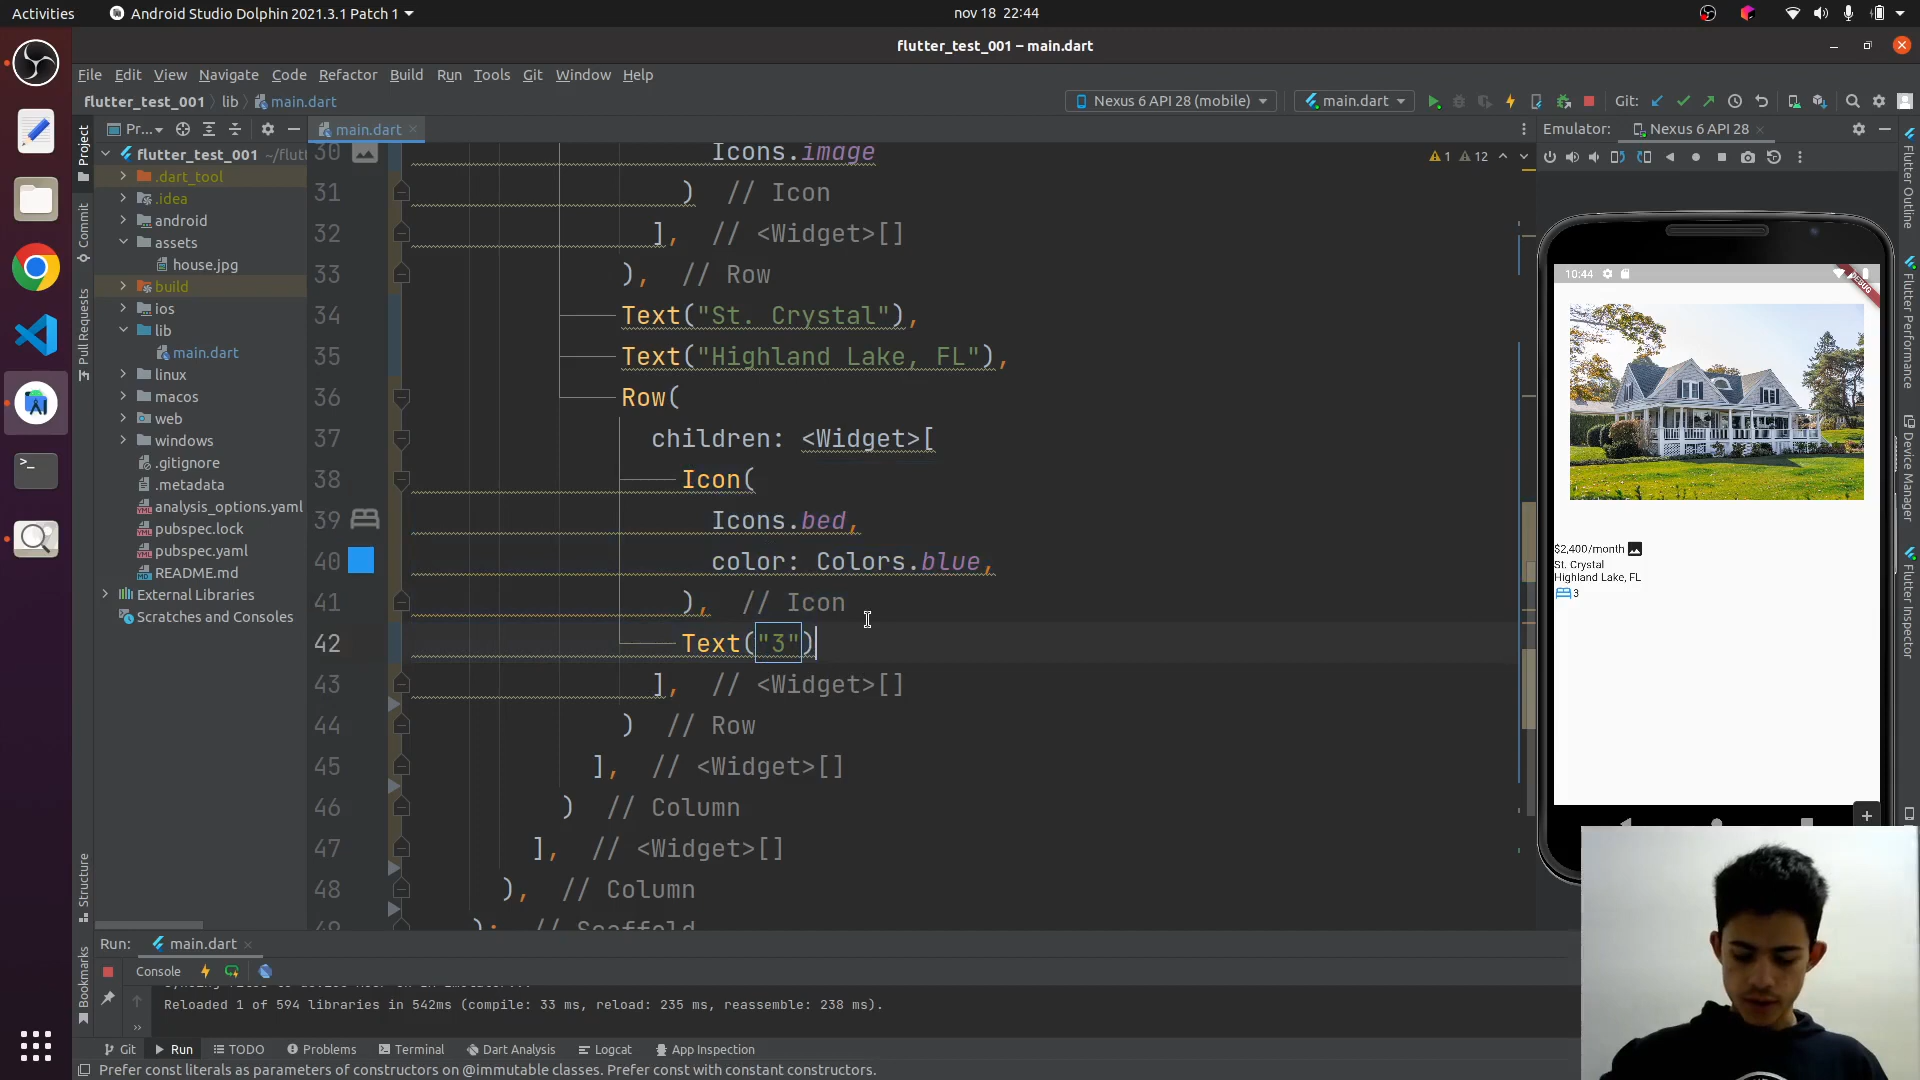 Activities
Android Studio Dolphin 2021.3.1 Patch 1
nov 18 22:44
flutter_test_001 – main.dart
File Edit View Navigate Code Refactor Build Run Tools Git Window Help
flutter_test_001 lib main.dart
Nexus 6 API 28 (mobile)
main.dart
Git:
Pr...
main.dart
Emulator:
Nexus 6 API 28
Project
Commit
Pull Requests
Structure
Bookmarks
flutter_test_001 ~/flutt
.dart_tool
.idea
android
assets
house.jpg
build
ios
lib
main.dart
linux
macos
web
windows
.gitignore
.metadata
analysis_options.yaml
pubspec.lock
pubspec.yaml
README.md
External Libraries
Scratches and Consoles
1 12
30 Icons.image
31 ) // Icon
32 ], // <Widget>[]
33 ), // Row
34 Text("St. Crystal"),
35 Text("Highland Lake, FL"),
36 Row(
37 children: <Widget>[
38 Icon(
39 Icons.bed,
40 color: Colors.blue,
41 ), // Icon
42 Text("3")
43 ], // <Widget>[]
44 ) // Row
45 ], // <Widget>[]
46 ) // Column
47 ], // <Widget>[]
48 ), // Column
49 ); // Scaffold
10:44
DEBUG
$2,400/month
St. Crystal
Highland Lake, FL
3
Flutter Outline
Flutter Performance
Device Manager
Flutter Inspector
Run: main.dart
Console
Reloaded 1 of 594 libraries in 542ms (compile: 33 ms, reload: 235 ms, reassemble: 238 ms).
Git Run TODO Problems Terminal Dart Analysis Logcat App Inspection
Prefer const literals as parameters of constructors on @immutable classes. Prefer const with constant constructors.